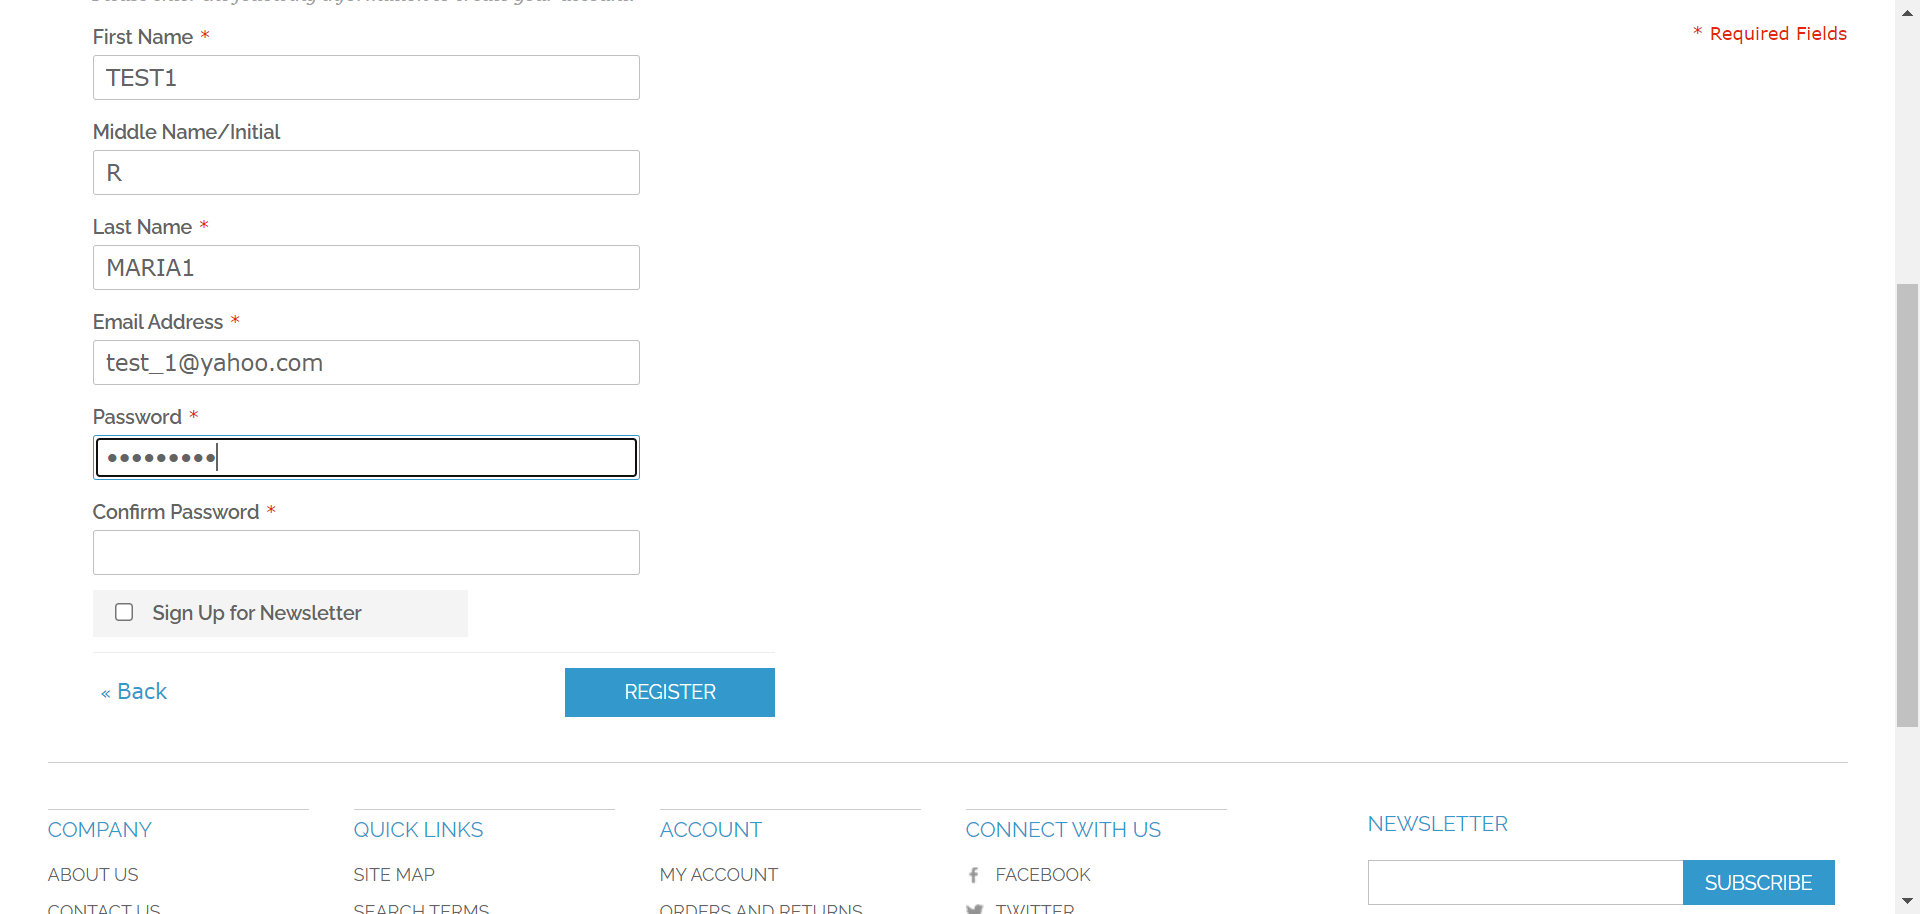 First Name *
* Required Fields
TEST1
Middle Name/Initial
R
Last Name *
MARIA1
Email Address *
test_1@yahoo.com
Password *
•••••••••
Confirm Password *
Sign Up for Newsletter
« Back
REGISTER
COMPANY
ABOUT US
CONTACT US
QUICK LINKS
SITE MAP
SEARCH TERMS
ACCOUNT
MY ACCOUNT
ORDERS AND RETURNS
CONNECT WITH US
FACEBOOK
TWITTER
NEWSLETTER
SUBSCRIBE